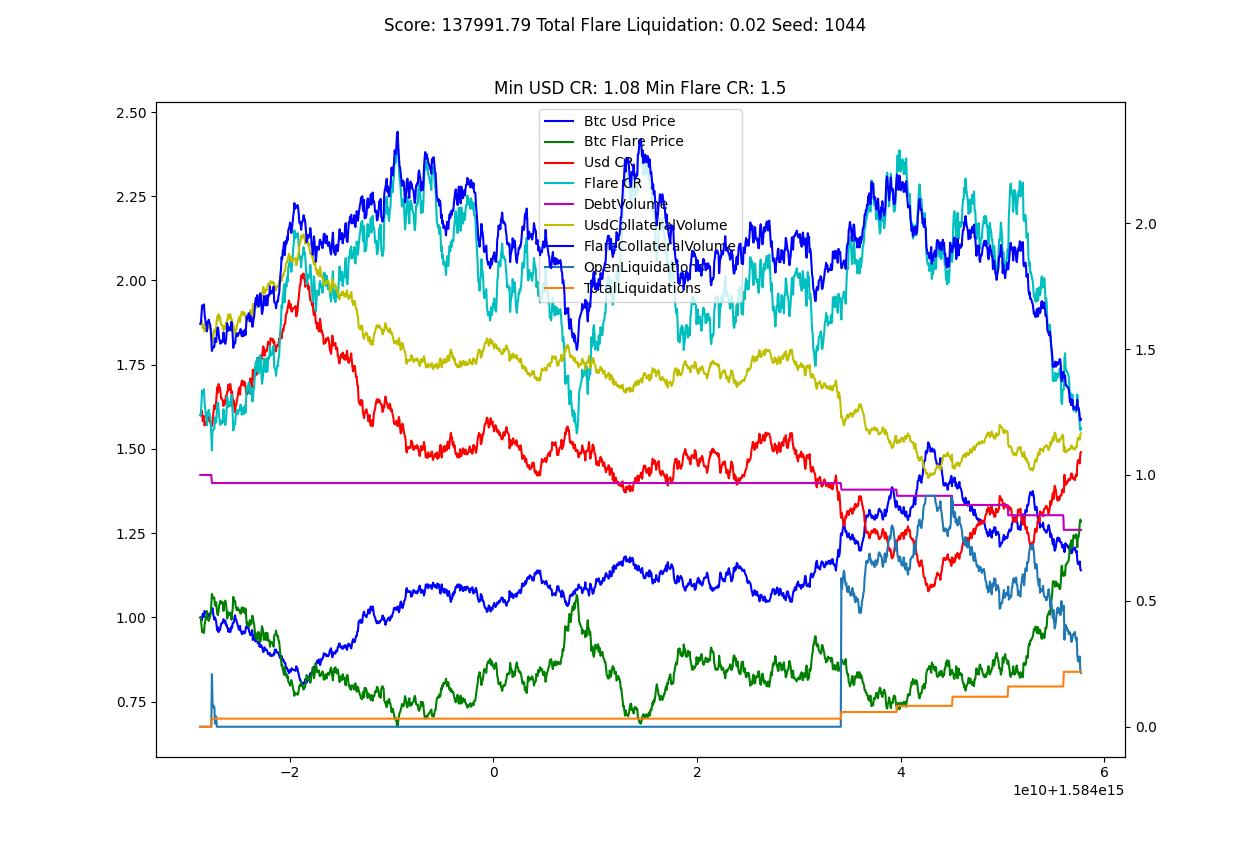 Score: 137991.79 Total Flare Liquidation: 0.02 Seed: 1044
Min USD CR: 1.08 Min Flare CR: 1.5
Btc Usd Price
Btc Flare Price
Usd CR
Flare CR
DebtVolume
UsdCollateralVolume
FlareCollateralVolume
OpenLiquidations
TotalLiquidations
2.50
2.25
2.00
1.75
1.50
1.25
1.00
0.75
2.0
1.5
1.0
0.5
0.0
−2 0 2 4 6
1e10+1.584e15